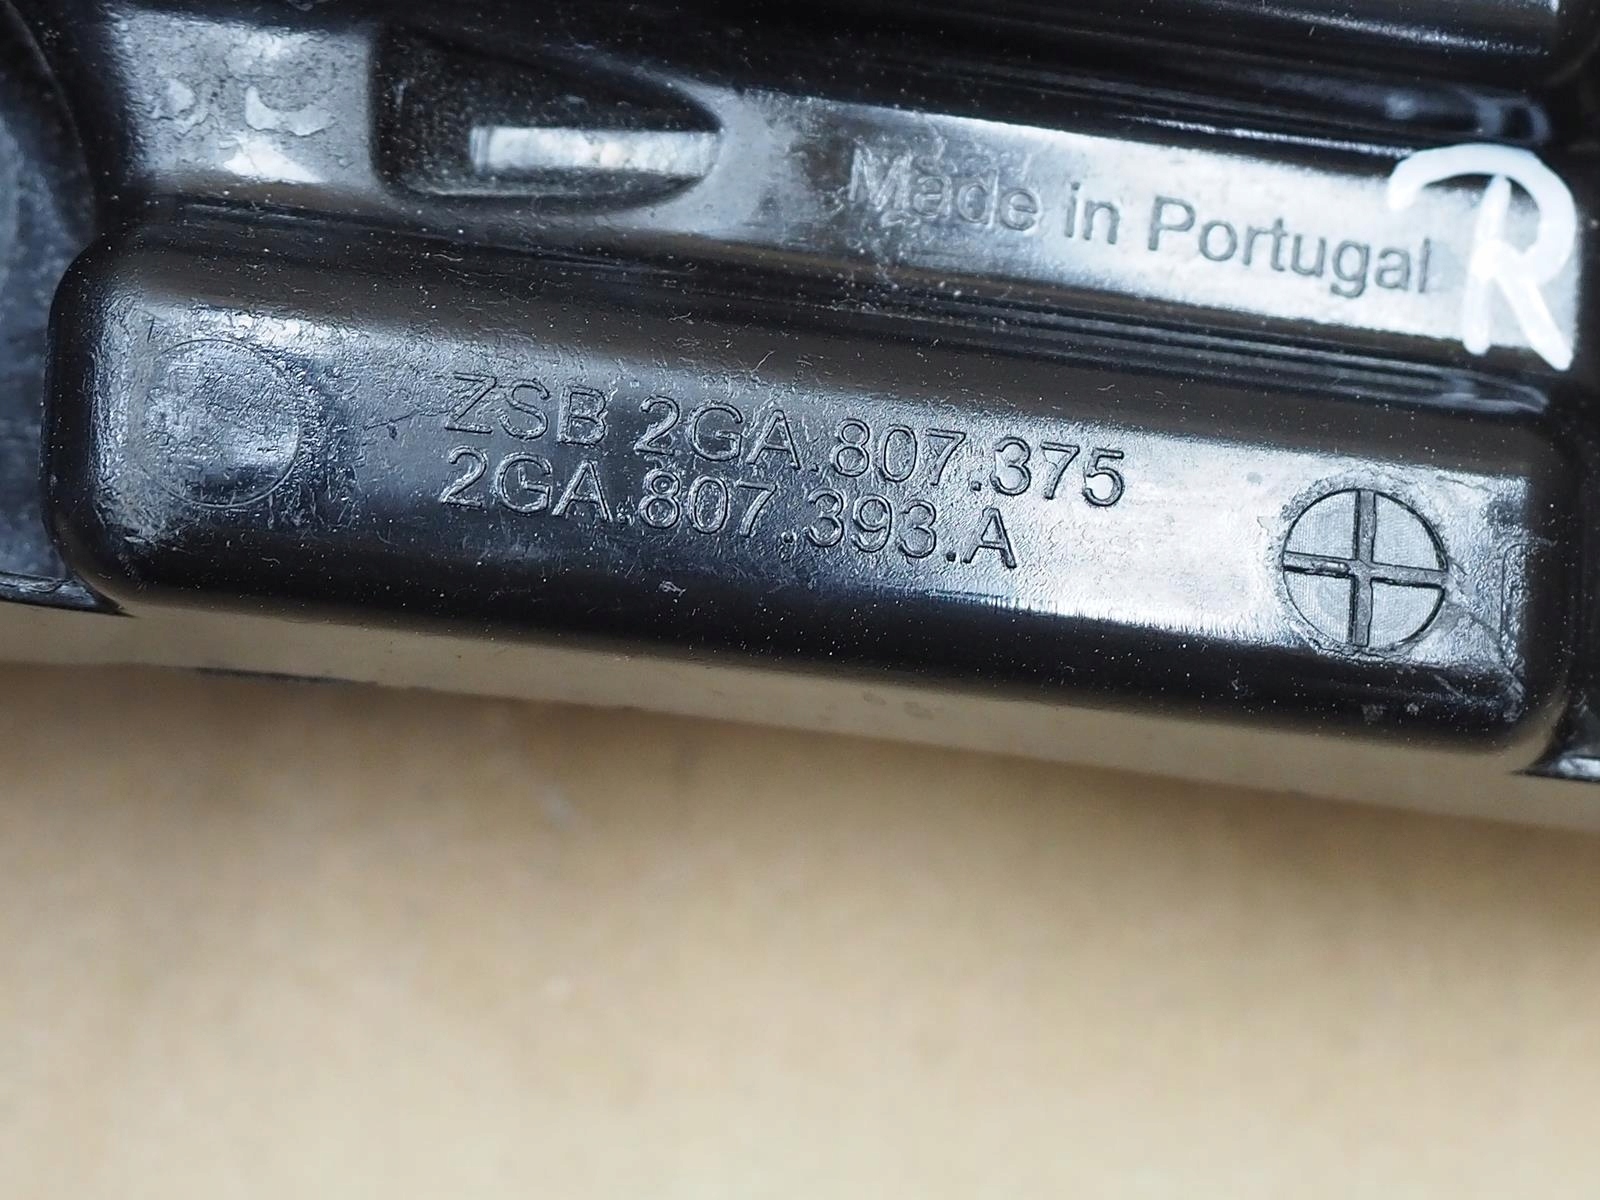 Made in Portugal
R
ZSB 2GA.807.375
2GA.807.393.A